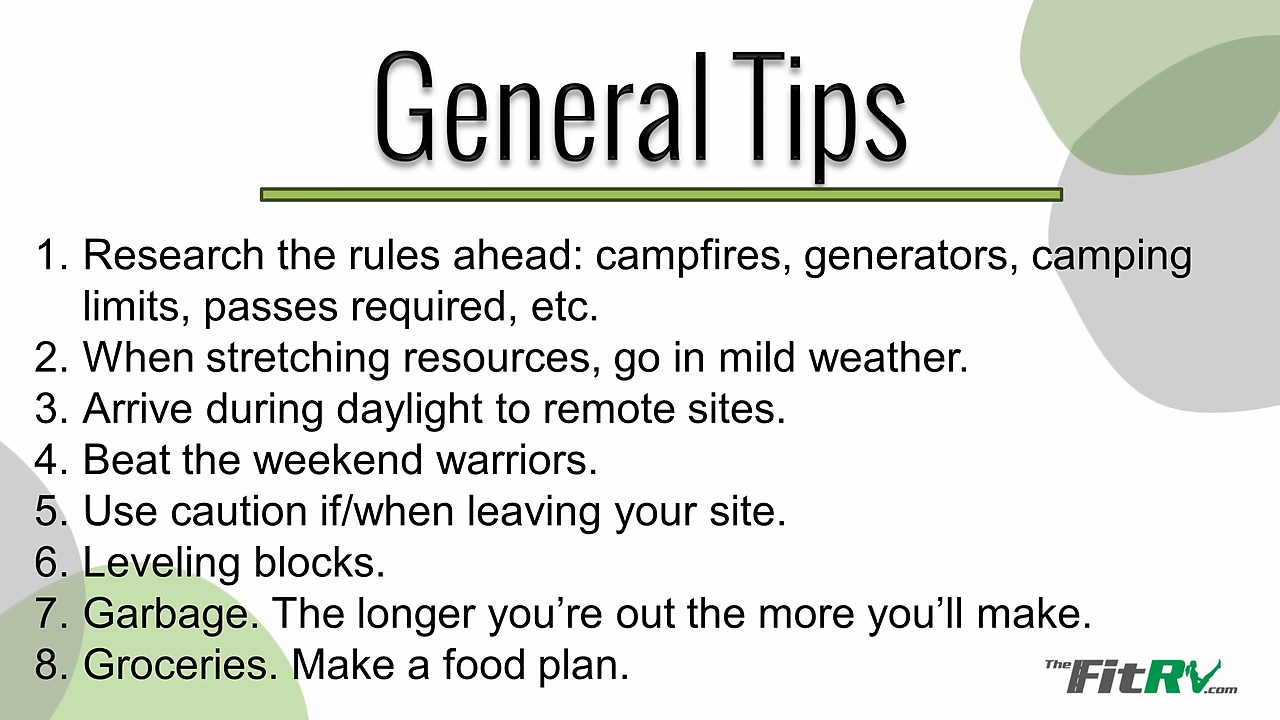 General Tips
1. Research the rules ahead: campfires, generators, camping
limits, passes required, etc.
2. When stretching resources, go in mild weather.
3. Arrive during daylight to remote sites.
4. Beat the weekend warriors.
5. Use caution if/when leaving your site.
6. Leveling blocks.
7. Garbage. The longer you’re out the more you’ll make.
8. Groceries. Make a food plan.
The FitRV.com